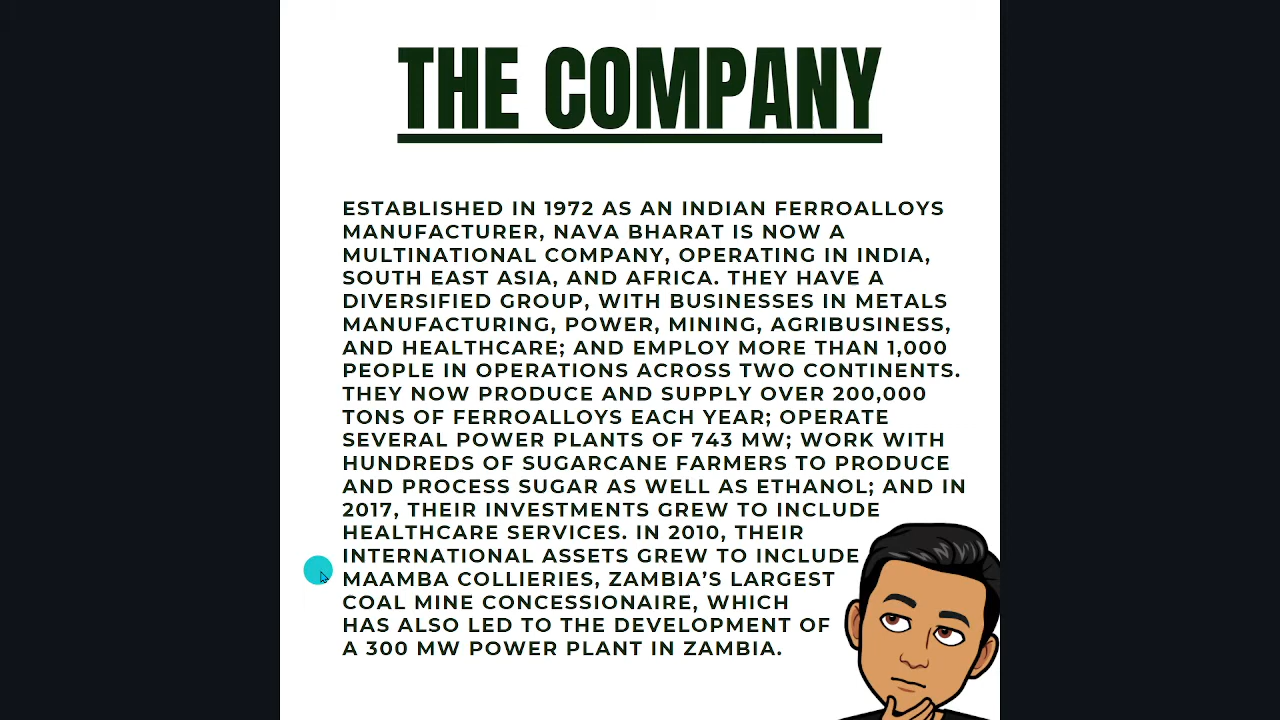 THE COMPANY
ESTABLISHED IN 1972 AS AN INDIAN FERROALLOYS
MANUFACTURER, NAVA BHARAT IS NOW A
MULTINATIONAL COMPANY, OPERATING IN INDIA,
SOUTH EAST ASIA, AND AFRICA. THEY HAVE A
DIVERSIFIED GROUP, WITH BUSINESSES IN METALS
MANUFACTURING, POWER, MINING, AGRIBUSINESS,
AND HEALTHCARE; AND EMPLOY MORE THAN 1,000
PEOPLE IN OPERATIONS ACROSS TWO CONTINENTS.
THEY NOW PRODUCE AND SUPPLY OVER 200,000
TONS OF FERROALLOYS EACH YEAR; OPERATE
SEVERAL POWER PLANTS OF 743 MW; WORK WITH
HUNDREDS OF SUGARCANE FARMERS TO PRODUCE
AND PROCESS SUGAR AS WELL AS ETHANOL; AND IN
2017, THEIR INVESTMENTS GREW TO INCLUDE
HEALTHCARE SERVICES. IN 2010, THEIR
INTERNATIONAL ASSETS GREW TO INCLUDE
MAAMBA COLLIERIES, ZAMBIA’S LARGEST
COAL MINE CONCESSIONAIRE, WHICH
HAS ALSO LED TO THE DEVELOPMENT OF
A 300 MW POWER PLANT IN ZAMBIA.